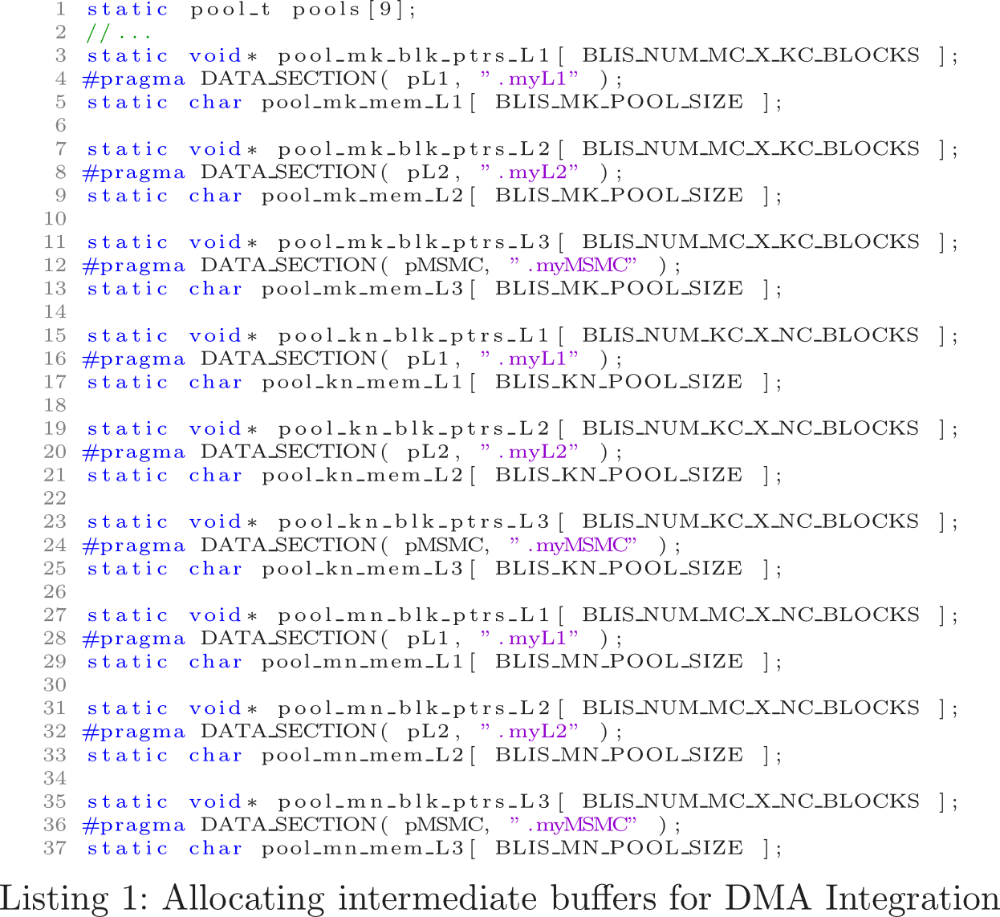 1 static pool_t pools[9];
2 //...
3 static void* pool_mk_blk_ptrs_L1[ BLIS_NUM_MC_X_KC_BLOCKS ];
4 #pragma DATA_SECTION( pL1, ".myL1" );
5 static char pool_mk_mem_L1[ BLIS_MK_POOL_SIZE ];
6
7 static void* pool_mk_blk_ptrs_L2[ BLIS_NUM_MC_X_KC_BLOCKS ];
8 #pragma DATA_SECTION( pL2, ".myL2" );
9 static char pool_mk_mem_L2[ BLIS_MK_POOL_SIZE ];
10
11 static void* pool_mk_blk_ptrs_L3[ BLIS_NUM_MC_X_KC_BLOCKS ];
12 #pragma DATA_SECTION( pMSMC, ".myMSMC" );
13 static char pool_mk_mem_L3[ BLIS_MK_POOL_SIZE ];
14
15 static void* pool_kn_blk_ptrs_L1[ BLIS_NUM_KC_X_NC_BLOCKS ];
16 #pragma DATA_SECTION( pL1, ".myL1" );
17 static char pool_kn_mem_L1[ BLIS_KN_POOL_SIZE ];
18
19 static void* pool_kn_blk_ptrs_L2[ BLIS_NUM_KC_X_NC_BLOCKS ];
20 #pragma DATA_SECTION( pL2, ".myL2" );
21 static char pool_kn_mem_L2[ BLIS_KN_POOL_SIZE ];
22
23 static void* pool_kn_blk_ptrs_L3[ BLIS_NUM_KC_X_NC_BLOCKS ];
24 #pragma DATA_SECTION( pMSMC, ".myMSMC" );
25 static char pool_kn_mem_L3[ BLIS_KN_POOL_SIZE ];
26
27 static void* pool_mn_blk_ptrs_L1[ BLIS_NUM_MC_X_NC_BLOCKS ];
28 #pragma DATA_SECTION( pL1, ".myL1" );
29 static char pool_mn_mem_L1[ BLIS_MN_POOL_SIZE ];
30
31 static void* pool_mn_blk_ptrs_L2[ BLIS_NUM_MC_X_NC_BLOCKS ];
32 #pragma DATA_SECTION( pL2, ".myL2" );
33 static char pool_mn_mem_L2[ BLIS_MN_POOL_SIZE ];
34
35 static void* pool_mn_blk_ptrs_L3[ BLIS_NUM_MC_X_NC_BLOCKS ];
36 #pragma DATA_SECTION( pMSMC, ".myMSMC" );
37 static char pool_mn_mem_L3[ BLIS_MN_POOL_SIZE ];
Listing 1: Allocating intermediate buffers for DMA Integration